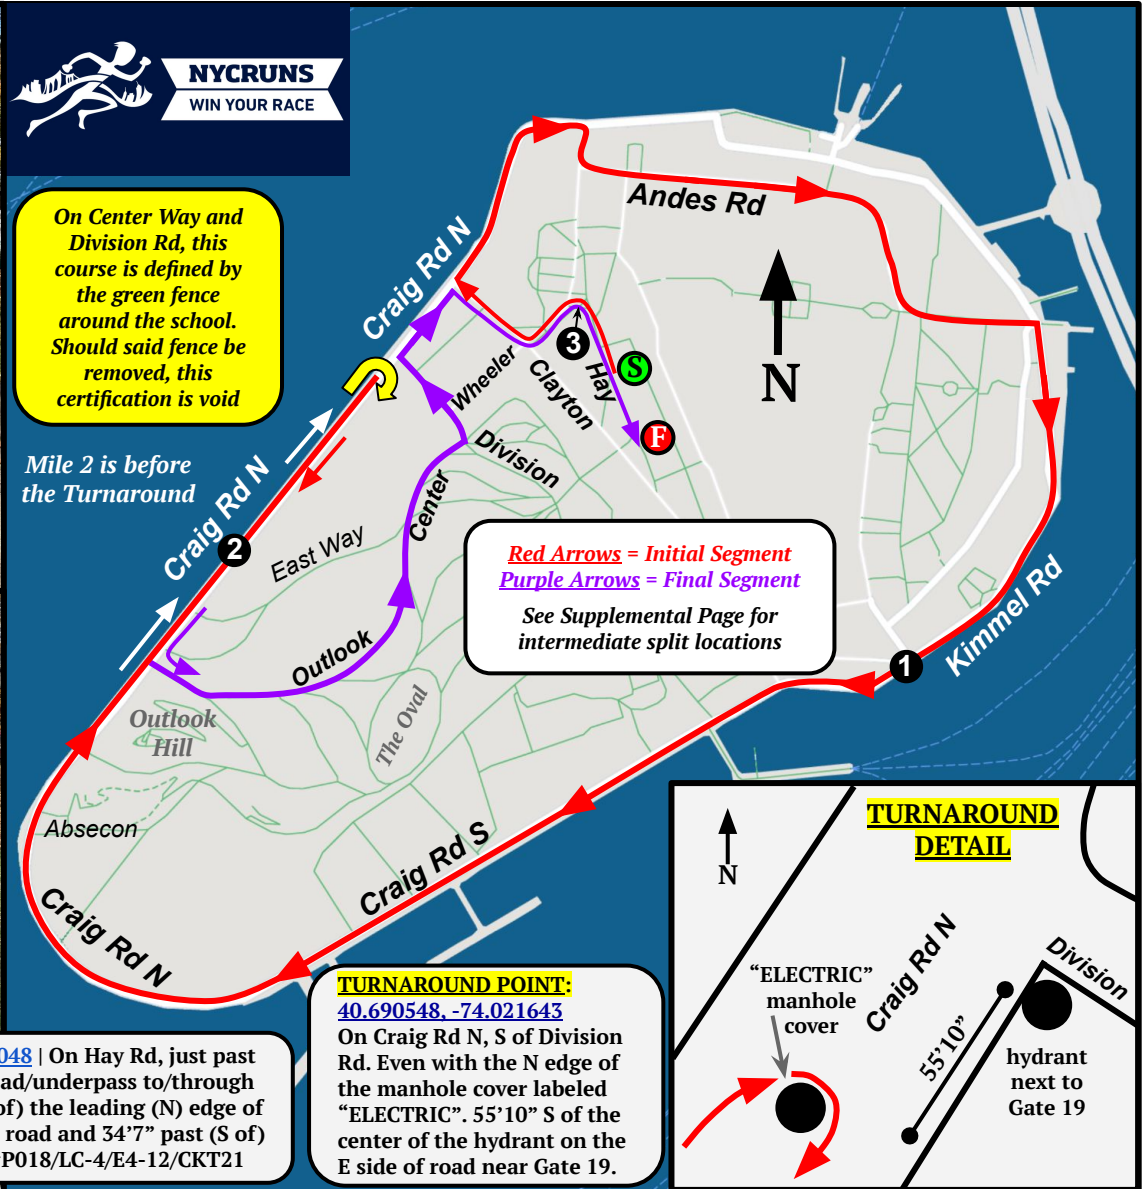 NYCRUNS
WIN YOUR RACE
On Center Way and
Division Rd, this
course is defined by
the green fence
around the school.
Should said fence be
removed, this
certification is void
Mile 2 is before
the Turnaround
Craig Rd N
Andes Rd
N
3
Wheeler
Clayton
Hay
S
F
Division
Center
Craig Rd N
2
East Way
Outlook
Red Arrows = Initial Segment
Purple Arrows = Final Segment
See Supplemental Page for
intermediate split locations
1
Kimmel Rd
Outlook
Hill
The Oval
Absecon
Craig Rd S
Craig Rd N
048 | On Hay Rd, just past
ad/underpass to/through
of) the leading (N) edge of
road and 34’7” past (S of)
P018/LC-4/E4-12/CKT21
TURNAROUND POINT:
40.690548, -74.021643
On Craig Rd N, S of Division
Rd. Even with the N edge of
the manhole cover labeled
“ELECTRIC”. 55’10” S of the
center of the hydrant on the
E side of road near Gate 19.
TURNAROUND
DETAIL
N
“ELECTRIC”
manhole
cover
Craig Rd N
Division
55’10”
hydrant
next to
Gate 19